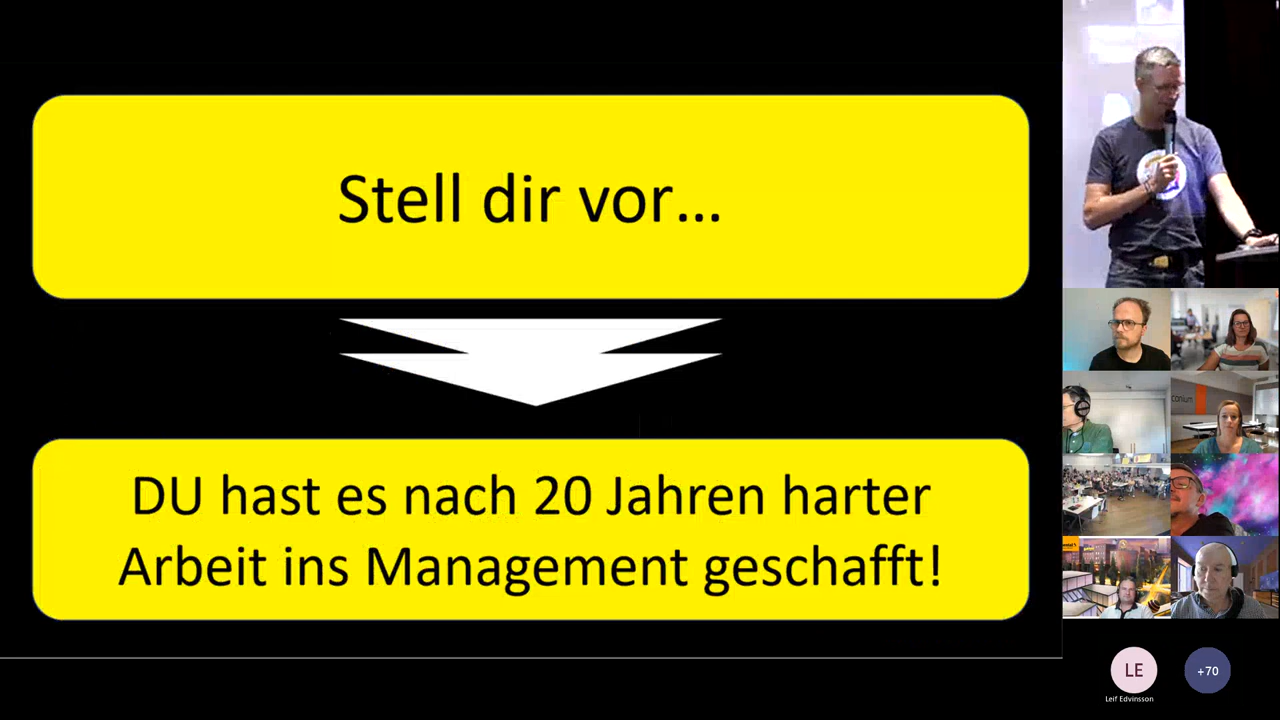 Stell dir vor...
DU hast es nach 20 Jahren harter
Arbeit ins Management geschafft!
LE
Leif Edvinsson
+70